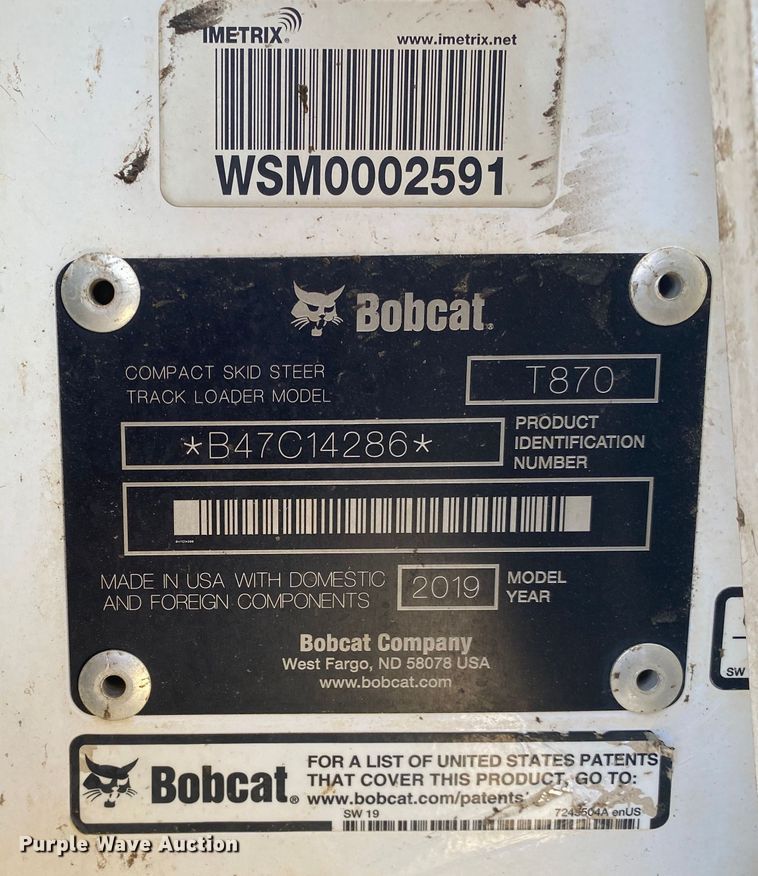 IMETRIX
www.imetrix.net
WSM0002591
Bobcat®
COMPACT SKID STEER
TRACK LOADER MODEL
T870
*B47C14286*
PRODUCT
IDENTIFICATION
NUMBER
B47C14286
MADE IN USA WITH DOMESTIC
AND FOREIGN COMPONENTS
2019
MODEL
YEAR
Bobcat Company
West Fargo, ND 58078 USA
www.bobcat.com
SW
Bobcat®
FOR A LIST OF UNITED STATES PATENTS
THAT COVER THIS PRODUCT, GO TO:
www.bobcat.com/patents
SW 19
enUS
Purple Wave Auction